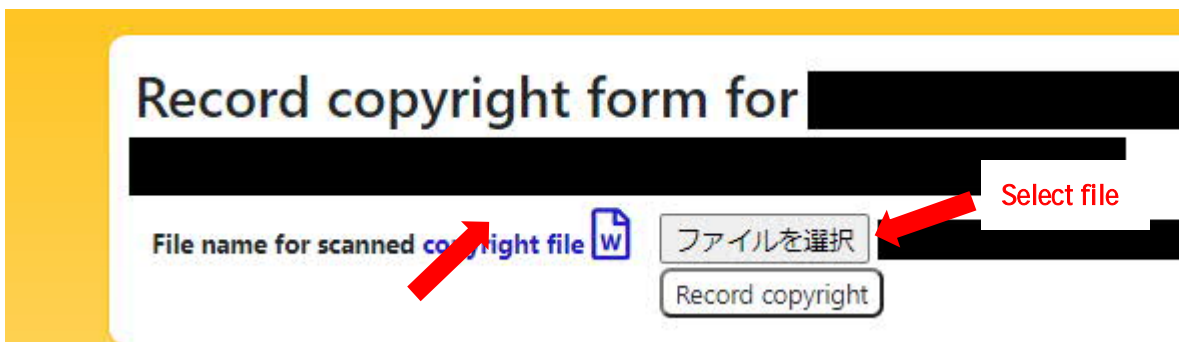 Record copyright form for
Select file
File name for scanned copyright file W ファイルを選択
Record copyright